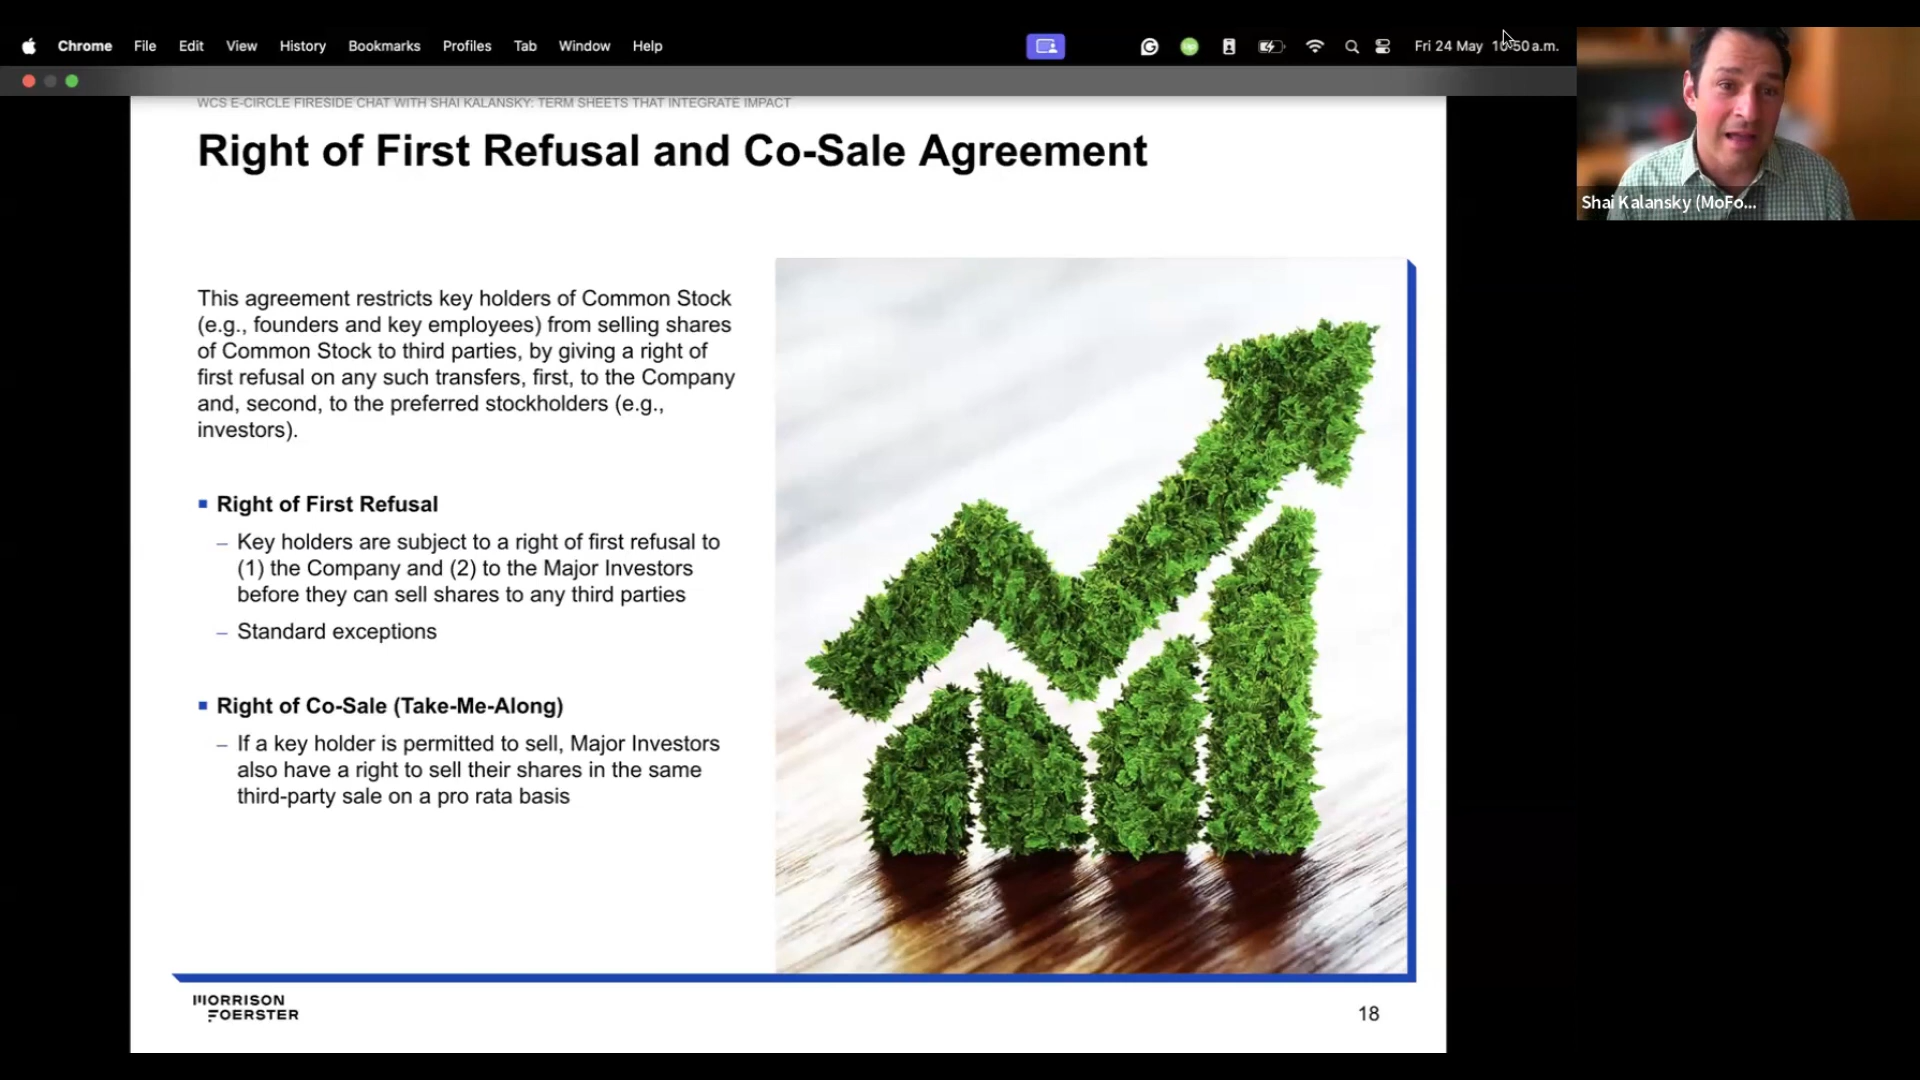 Chrome File Edit View History Bookmarks Profiles Tab Window Help
Fri 24 May 10:50 a.m.
WCS E-CIRCLE FIRESIDE CHAT WITH SHAI KALANSKY: TERM SHEETS THAT INTEGRATE IMPACT
Right of First Refusal and Co-Sale Agreement
Shai Kalansky (MoFo...
This agreement restricts key holders of Common Stock
(e.g., founders and key employees) from selling shares
of Common Stock to third parties, by giving a right of
first refusal on any such transfers, first, to the Company
and, second, to the preferred stockholders (e.g.,
investors).
▪ Right of First Refusal
– Key holders are subject to a right of first refusal to
(1) the Company and (2) to the Major Investors
before they can sell shares to any third parties
– Standard exceptions
▪ Right of Co-Sale (Take-Me-Along)
– If a key holder is permitted to sell, Major Investors
also have a right to sell their shares in the same
third-party sale on a pro rata basis
MORRISON
FOERSTER
18